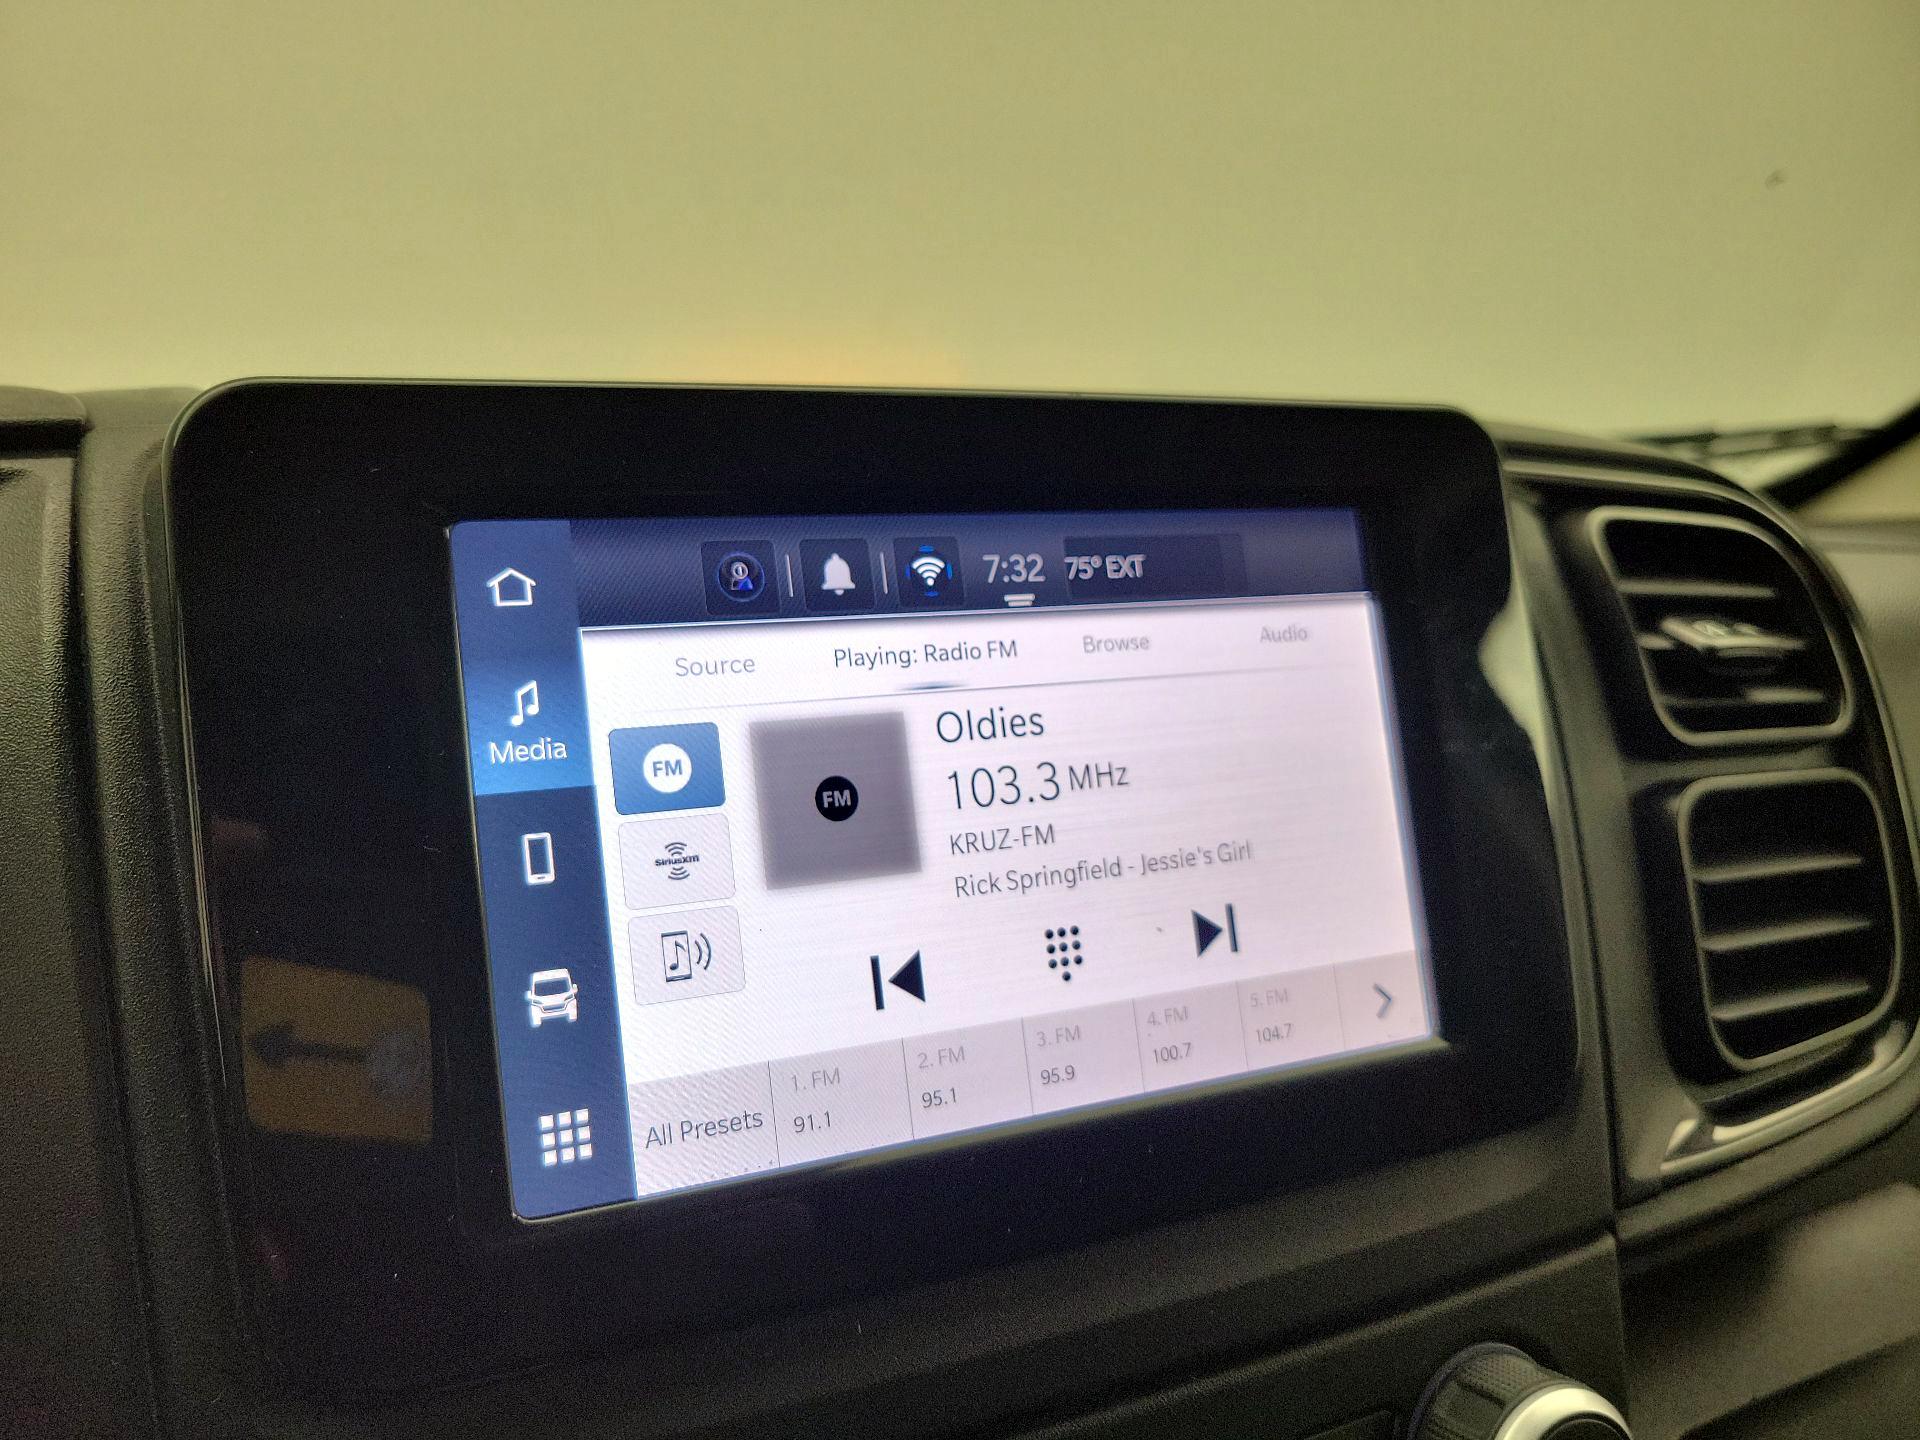 7:32 75° EXT
Source Playing: Radio FM Browse Audio
Media
FM
FM
Oldies
103.3 MHz
KRUZ-FM
Rick Springfield - Jessie's Girl
SiriusXM
All Presets
1. FM
91.1
2. FM
95.1
3. FM
95.9
4. FM
100.7
5. FM
104.7